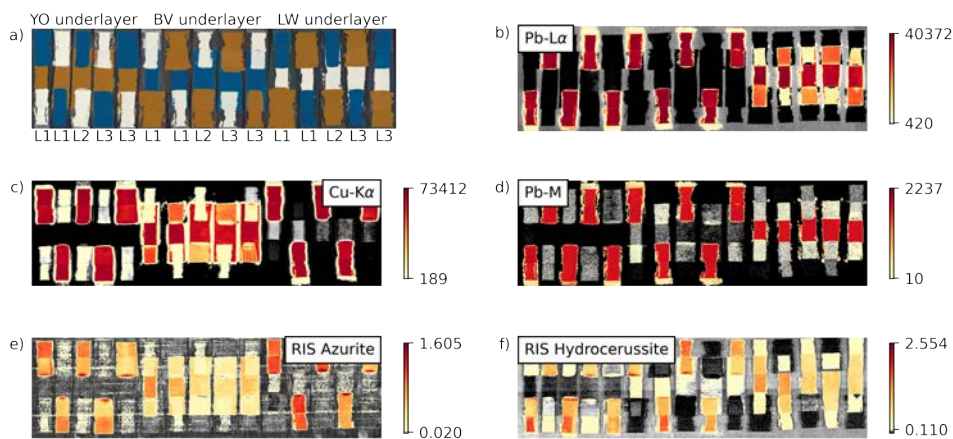 YO underlayer BV underlayer LW underlayer
a)
L1 L1 L2 L3 L3 L1 L1 L2 L3 L3 L1 L1 L2 L3 L3
b) Pb-Lα
40372
420
c) Cu-Kα
73412
189
d) Pb-M
2237
10
e) RIS Azurite
1.605
0.020
f) RIS Hydrocerussite
2.554
0.110